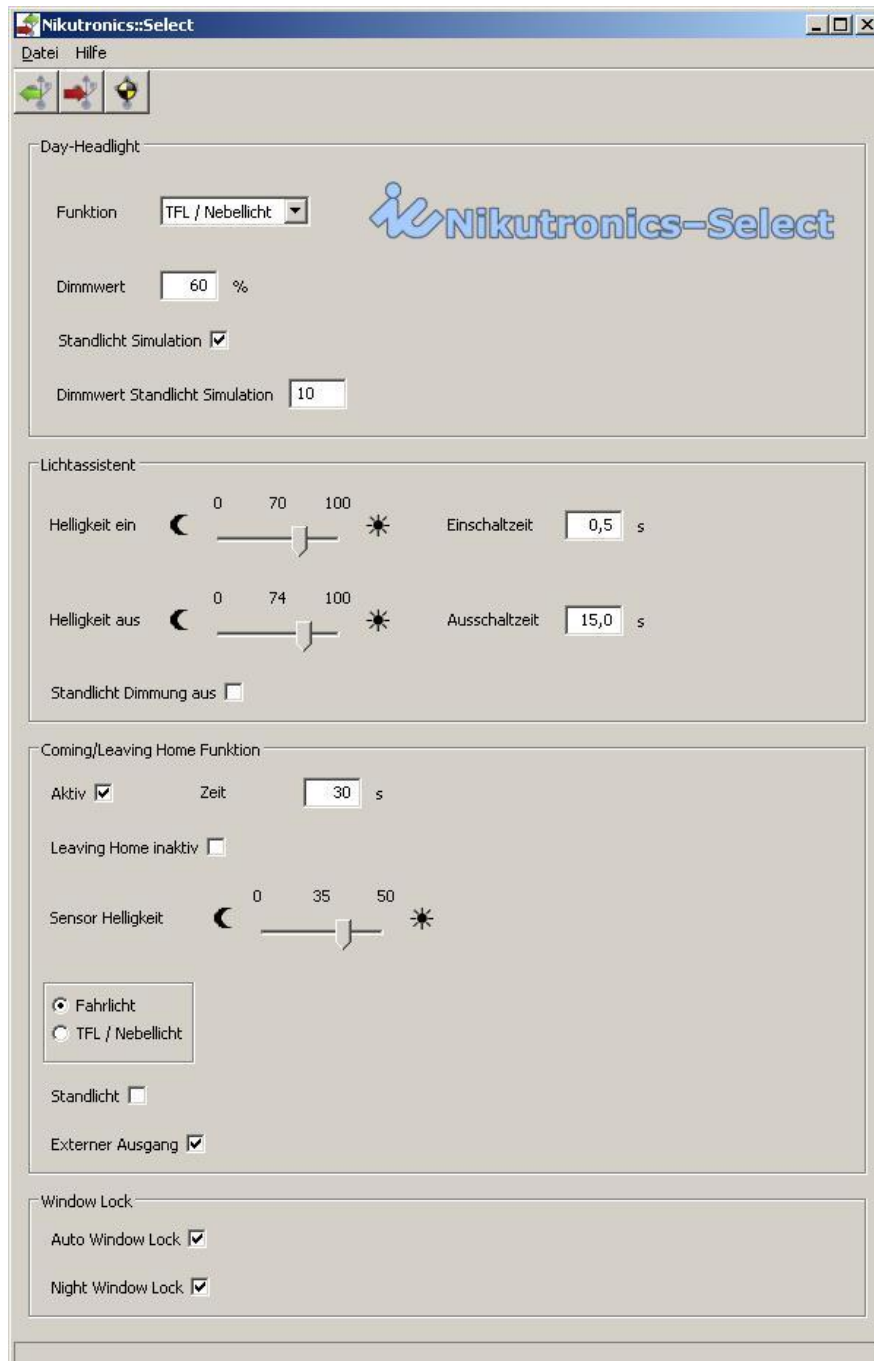 Nikutronics::Select
Datei Hilfe
Day-Headlight
Funktion TFL / Nebellicht
Nikutronics-Select
Dimmwert 60 %
Standlicht Simulation
Dimmwert Standlicht Simulation 10
Lichtassistent
0 70 100
Helligkeit ein Einschaltzeit 0,5 s
0 74 100
Helligkeit aus Ausschaltzeit 15,0 s
Standlicht Dimmung aus
Coming/Leaving Home Funktion
Aktiv Zeit 30 s
Leaving Home inaktiv
0 35 50
Sensor Helligkeit
Fahrlicht
TFL / Nebellicht
Standlicht
Externer Ausgang
Window Lock
Auto Window Lock
Night Window Lock